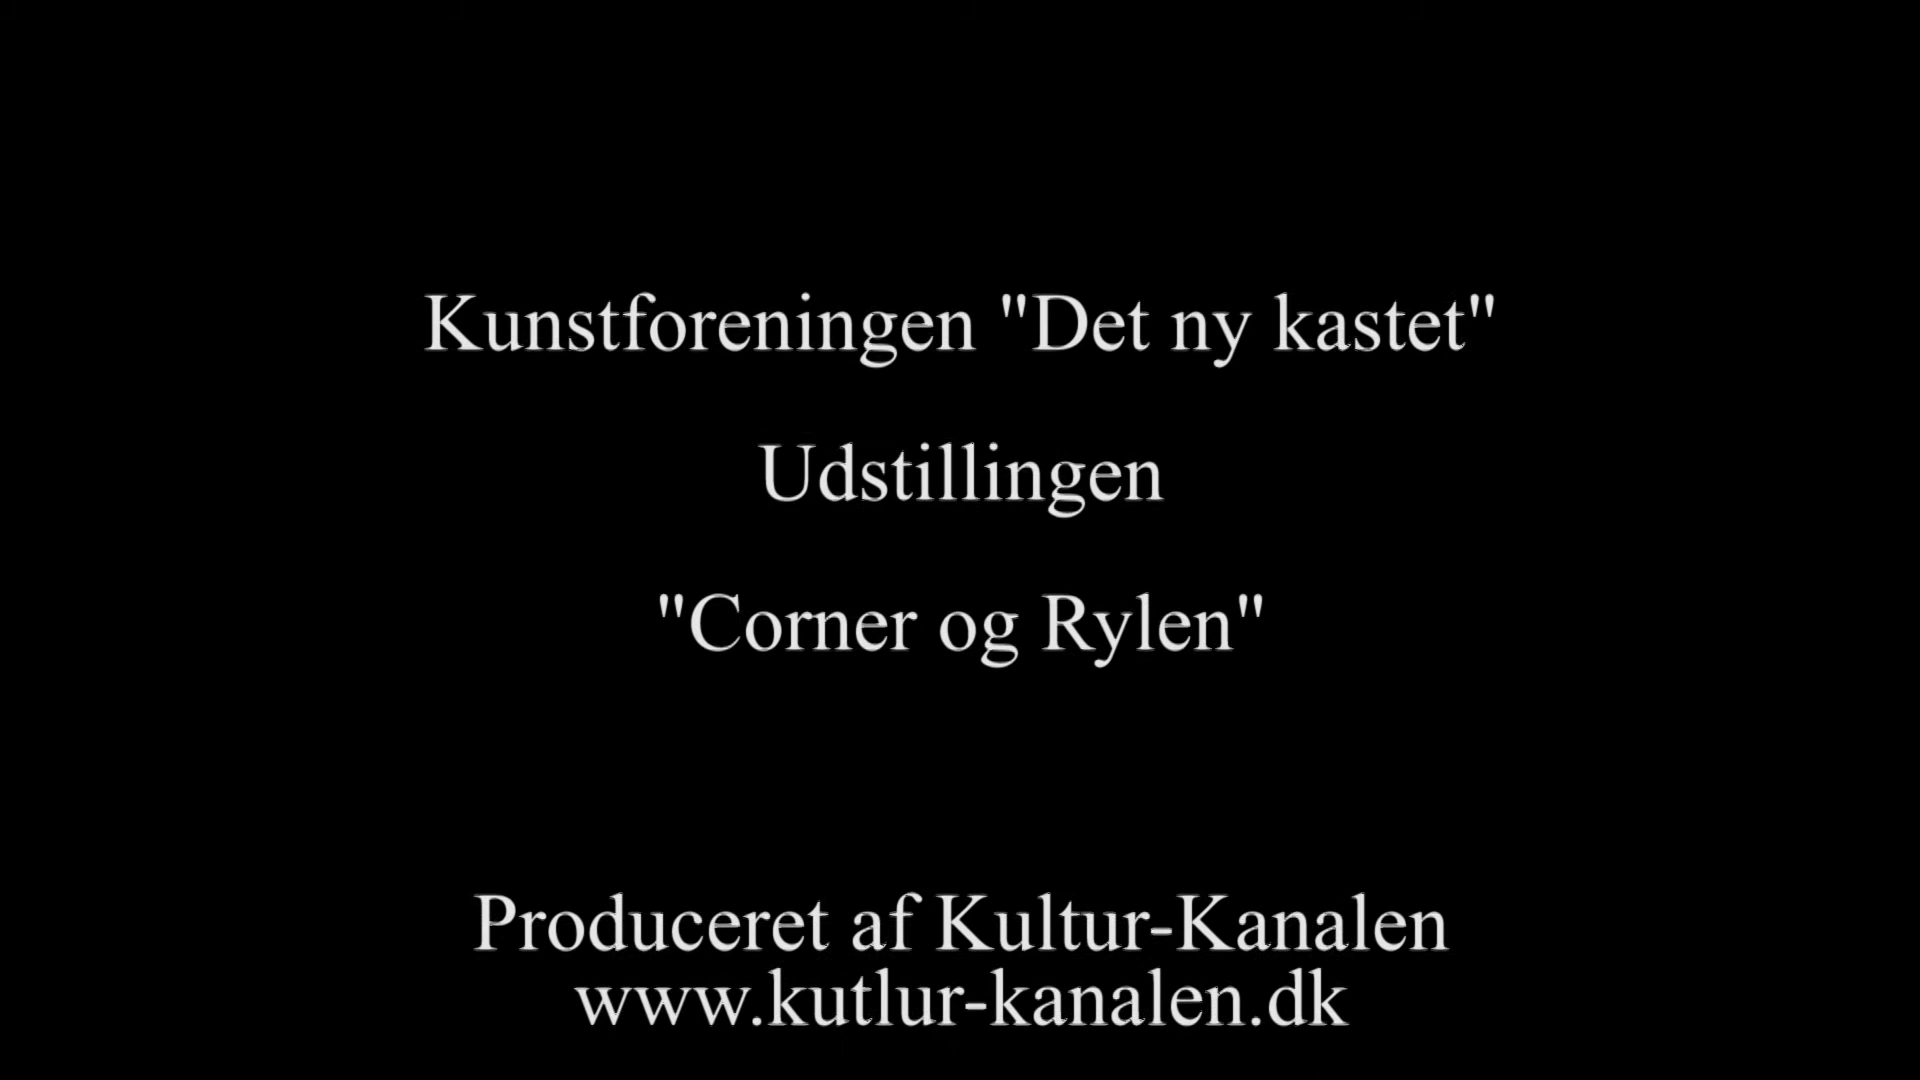 Kunstforeningen "Det ny kastet"
Udstillingen
"Corner og Rylen"
Produceret af Kultur-Kanalen
www.kutlur-kanalen.dk